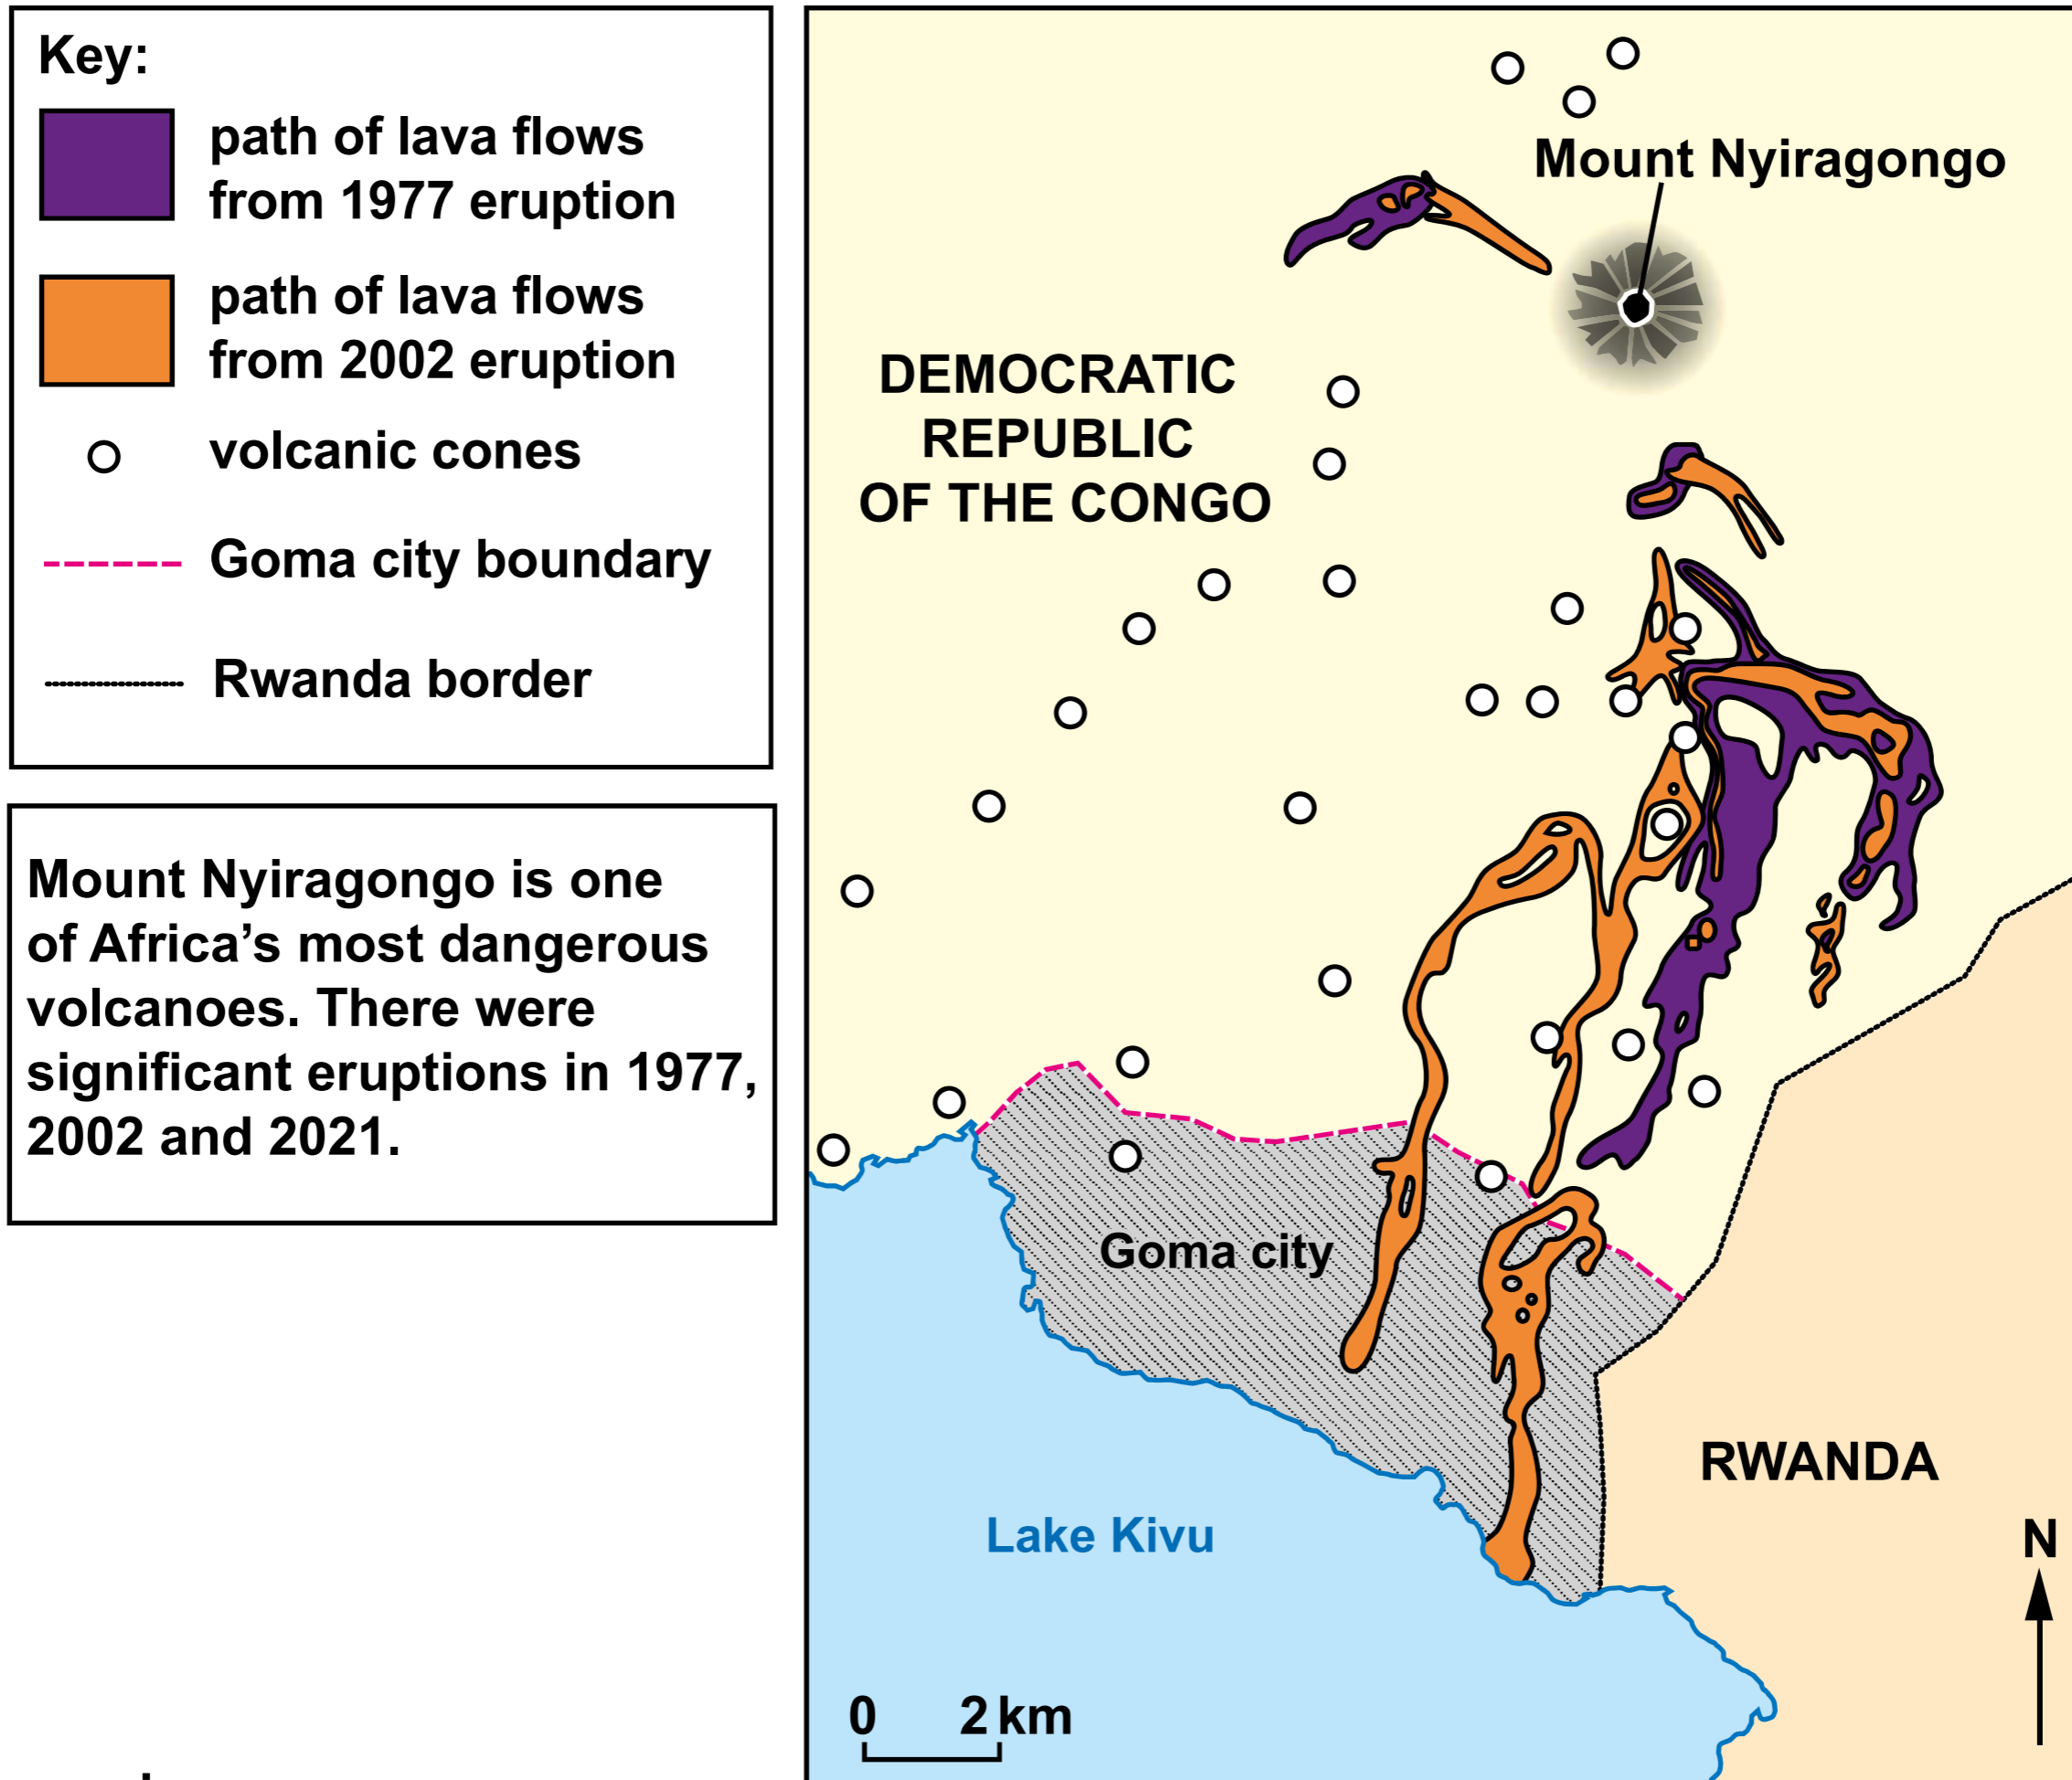 Key:
path of lava flows
from 1977 eruption
path of lava flows
from 2002 eruption
volcanic cones
Goma city boundary
Rwanda border
Mount Nyiragongo is one
of Africa’s most dangerous
volcanoes. There were
significant eruptions in 1977,
2002 and 2021.
Mount Nyiragongo
DEMOCRATIC
REPUBLIC
OF THE CONGO
Goma city
RWANDA
Lake Kivu
N
0 2 km